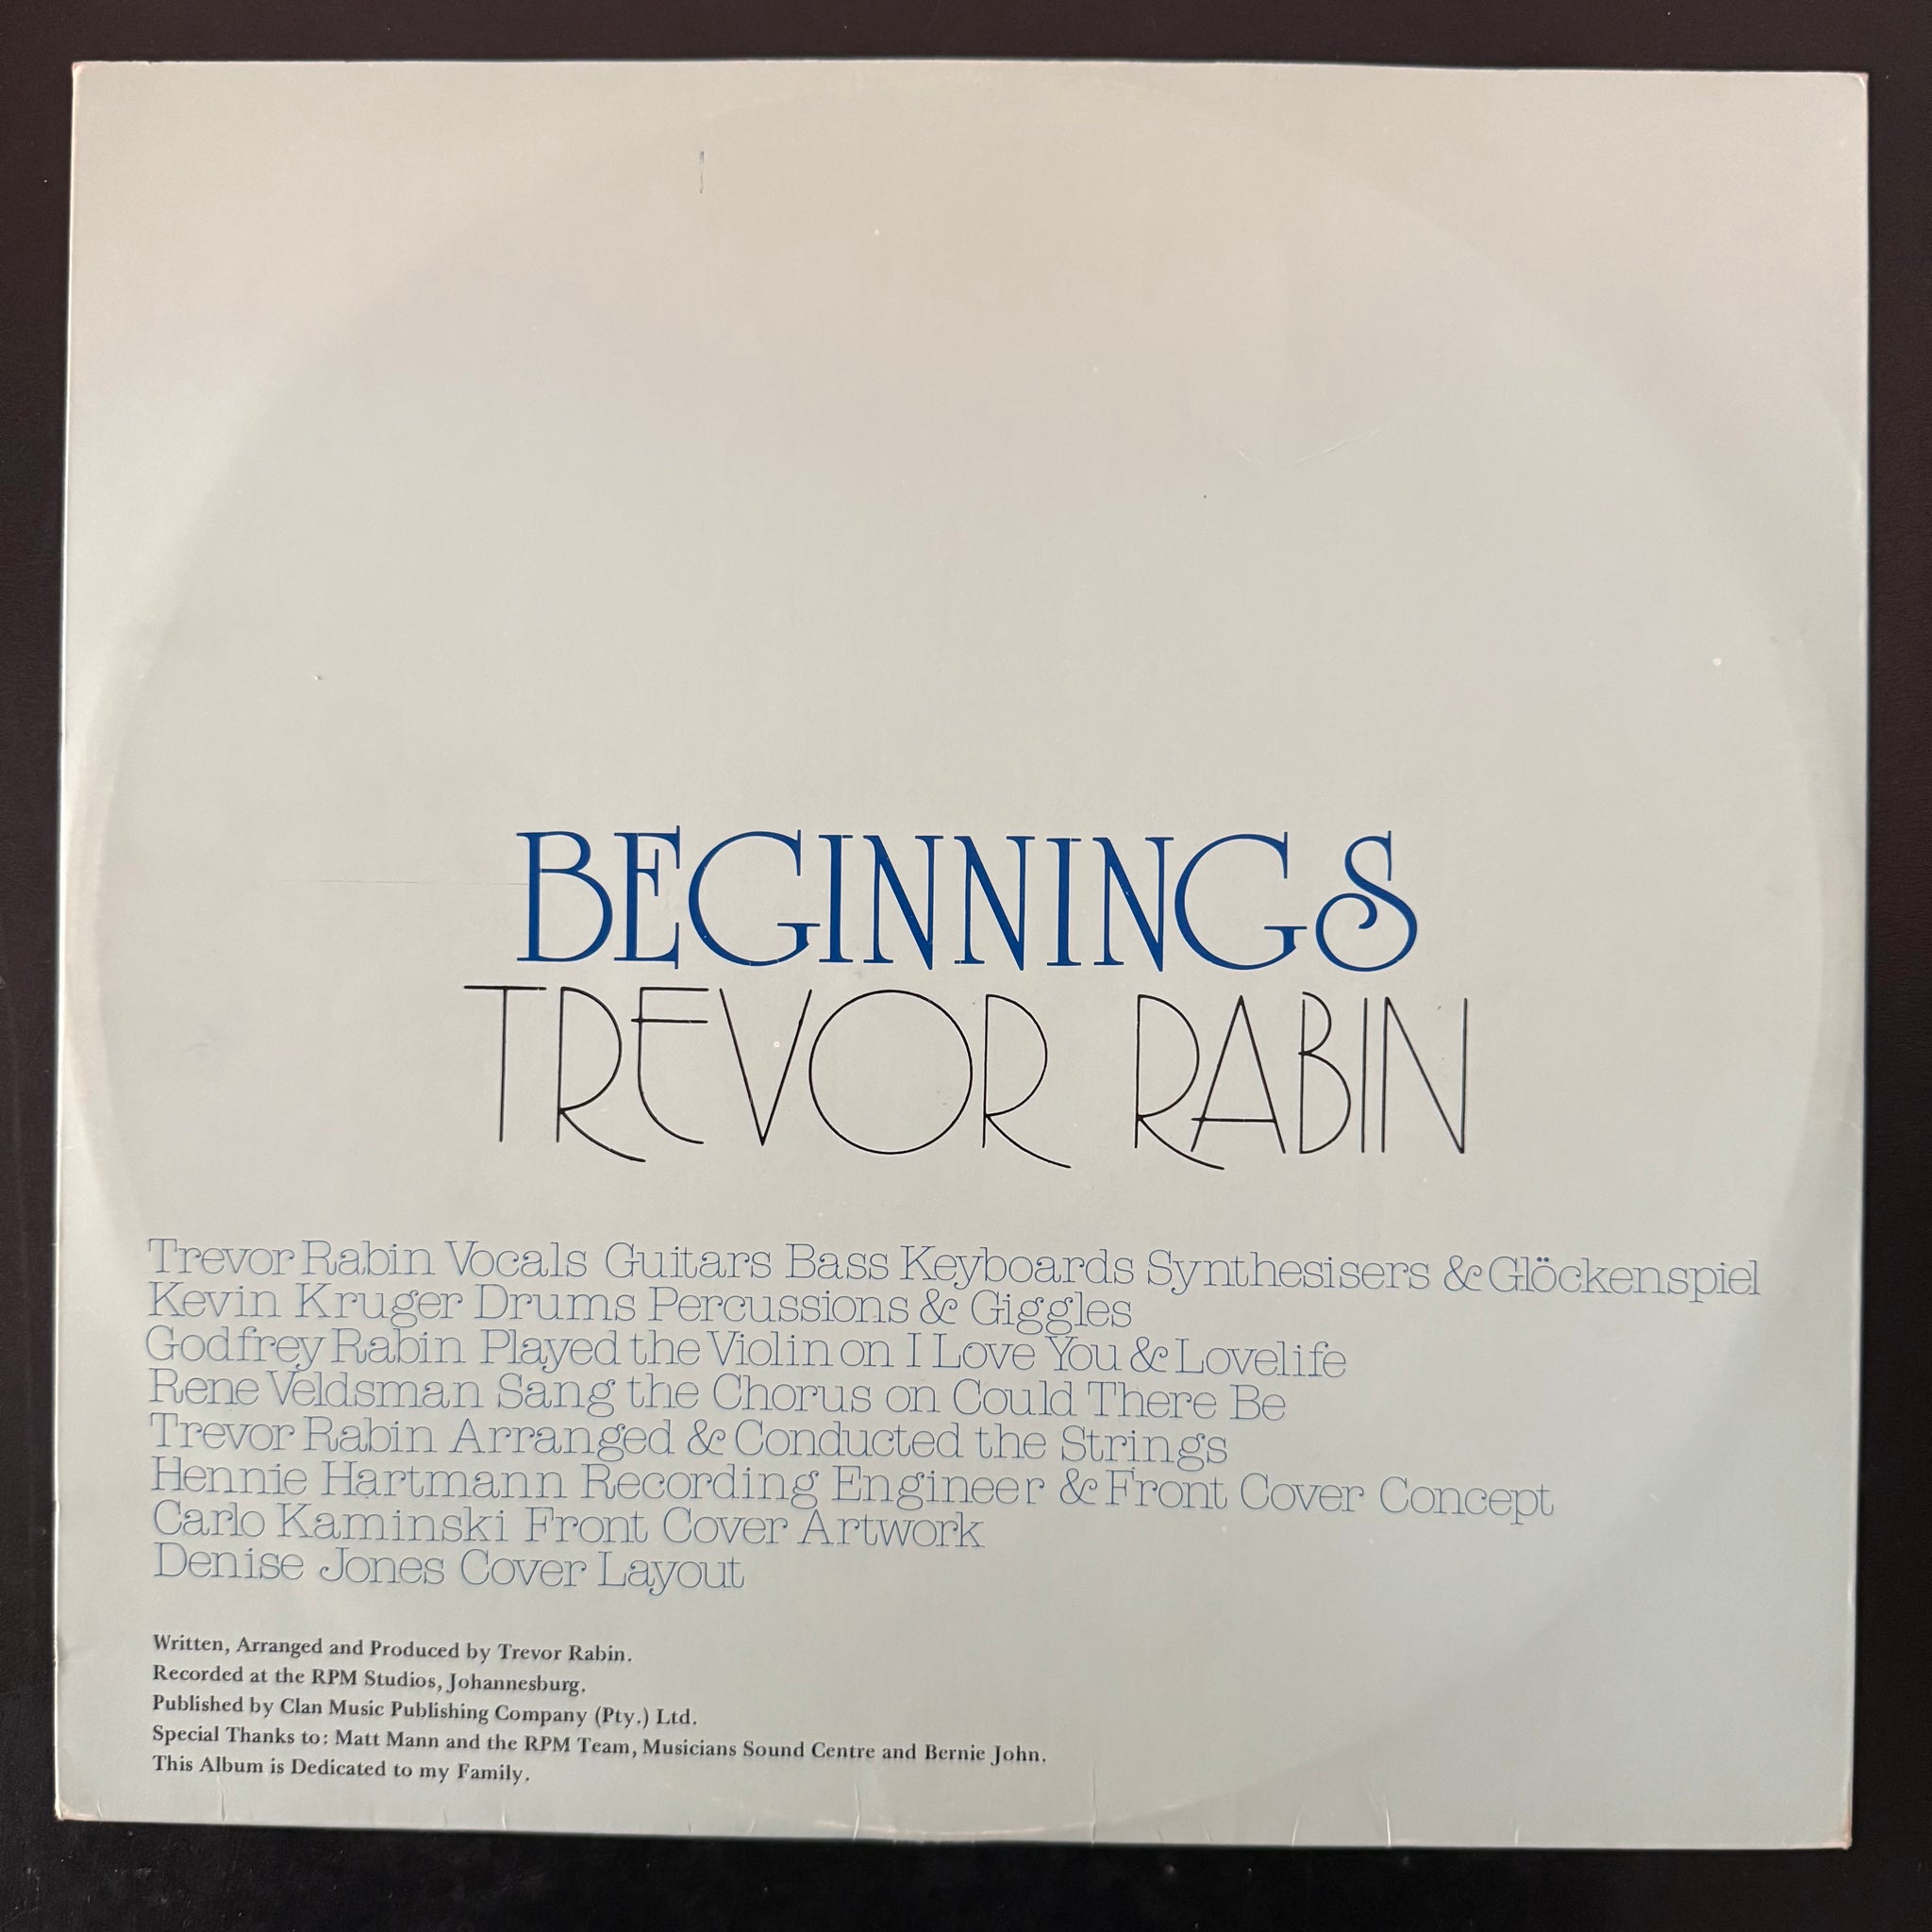 BEGINNINGS
TREVOR RABIN
Trevor Rabin Vocals Guitars Bass Keyboards Synthesisers & Glöckenspiel
Kevin Kruger Drums Percussions & Giggles
Godfrey Rabin Played the Violin on I Love You & Lovelife
Rene Veldsman Sang the Chorus on Could There Be
Trevor Rabin Arranged & Conducted the Strings
Hennie Hartmann Recording Engineer & Front Cover Concept
Carlo Kaminski Front Cover Artwork
Denise Jones Cover Layout
Written, Arranged and Produced by Trevor Rabin.
Recorded at the RPM Studios, Johannesburg.
Published by Clan Music Publishing Company (Pty.) Ltd.
Special Thanks to: Matt Mann and the RPM Team, Musicians Sound Centre and Bernie John.
This Album is Dedicated to my Family.